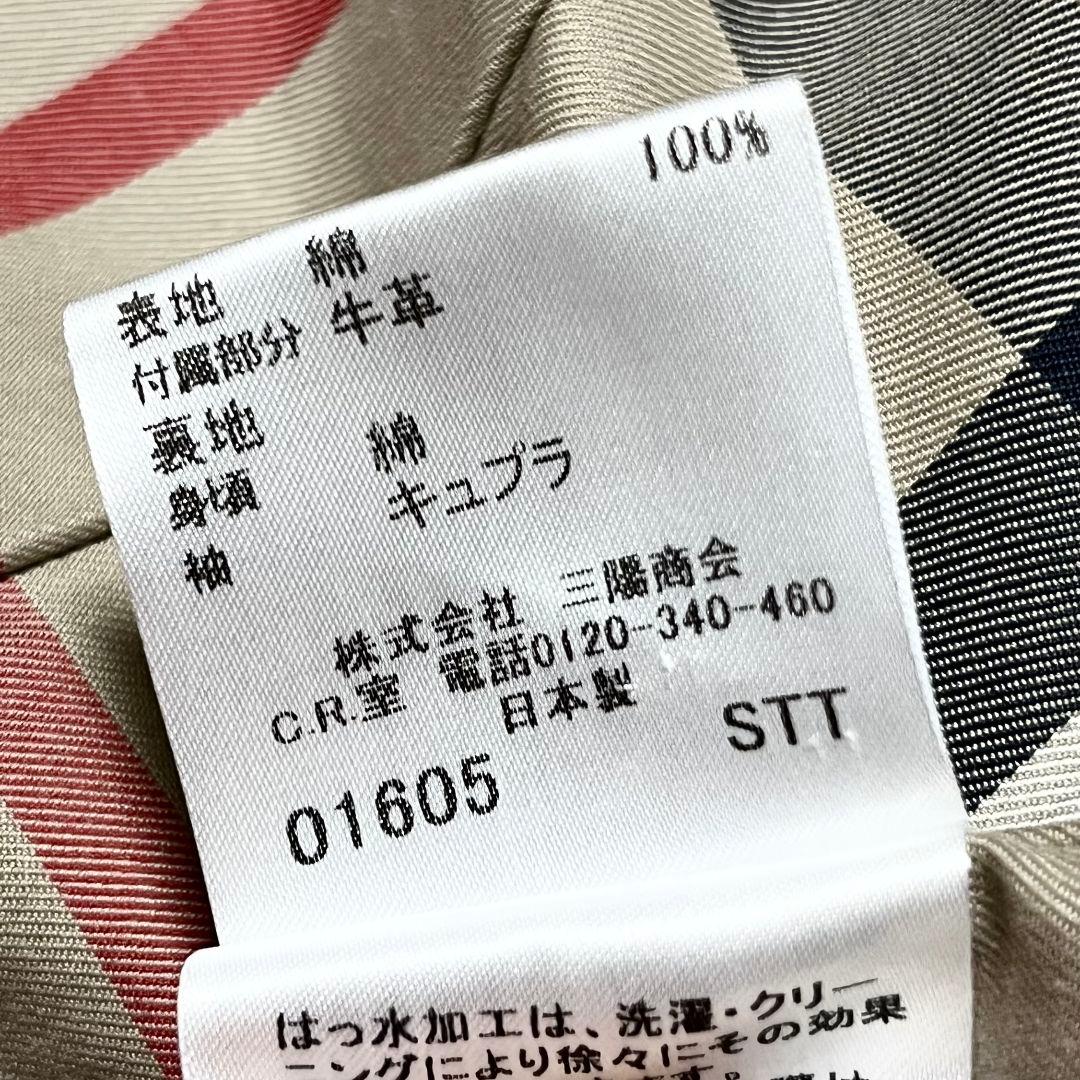 表地 綿 100%
付属部分 牛革
裏地
身頃 綿
袖 キュプラ
株式会社 三陽商会
C.R.室 電話0120-340-460
日本製
01605 STT
はっ水加工は、洗濯・クリー
ニングにより徐々にその効果